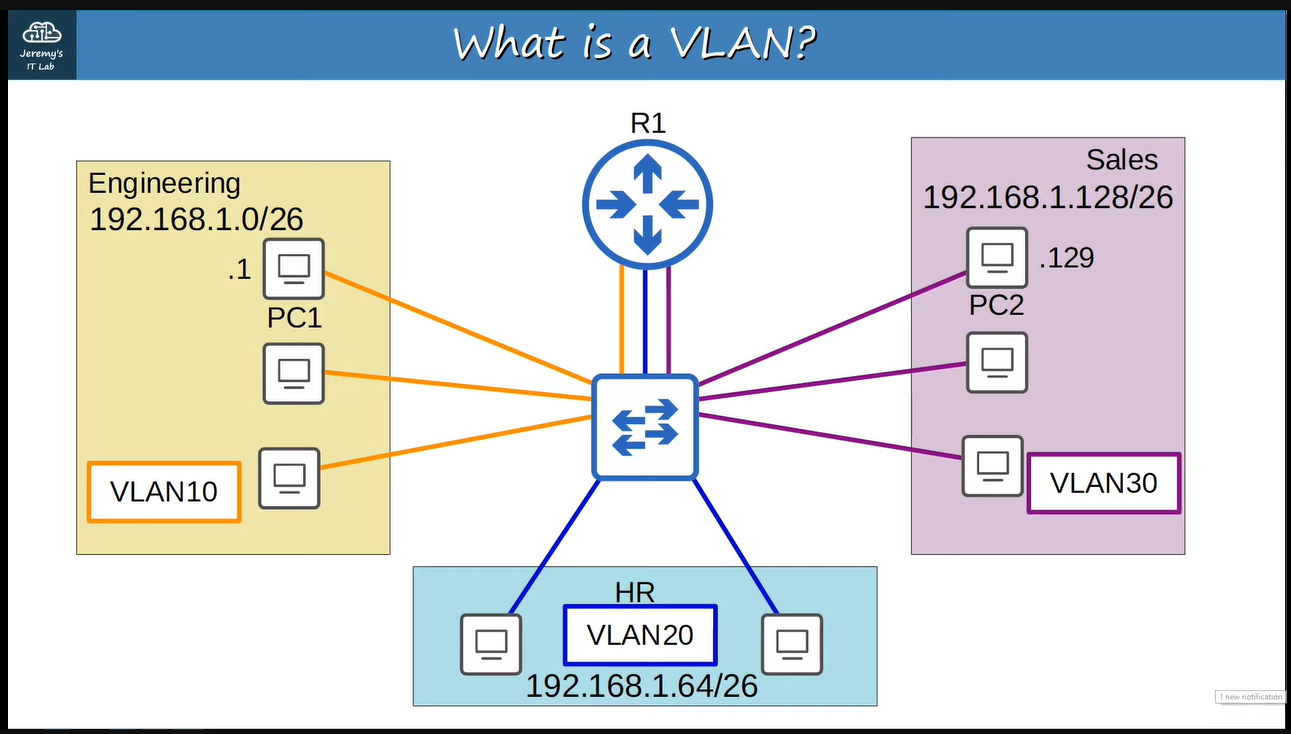 Jeremy's
IT Lab
What is a VLAN?
R1
Engineering
192.168.1.0/26
.1
PC1
VLAN10
Sales
192.168.1.128/26
.129
PC2
VLAN30
HR
VLAN20
192.168.1.64/26
1 new notification